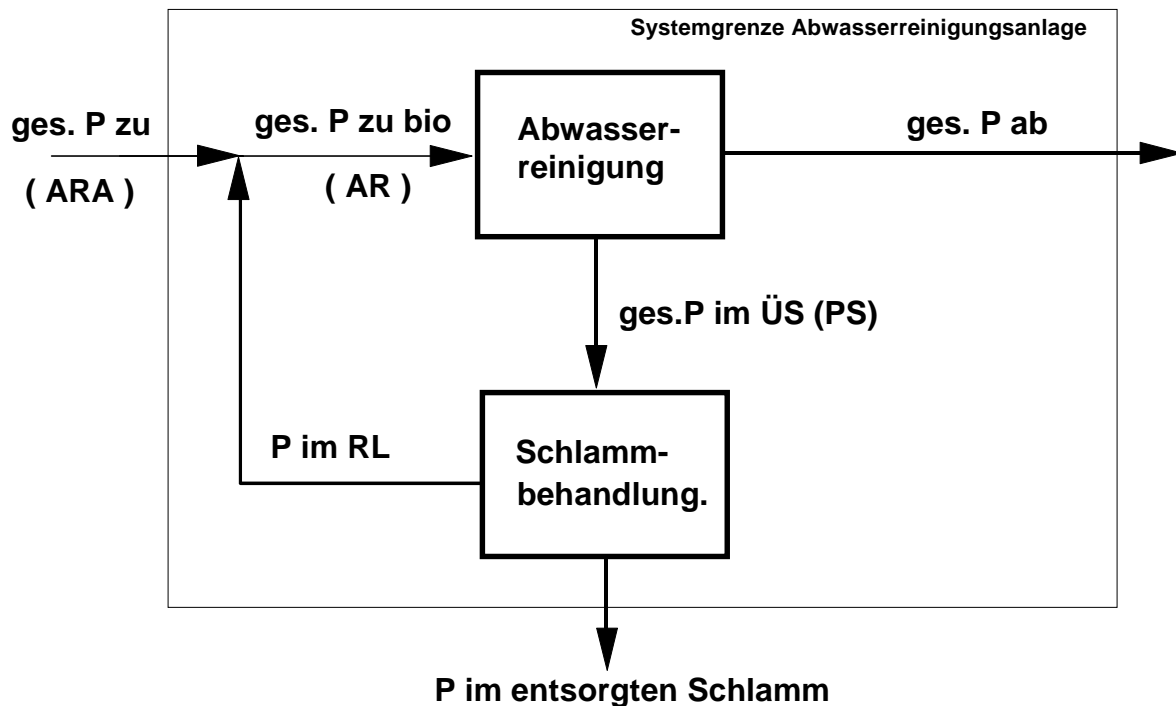 Systemgrenze Abwasserreinigungsanlage
ges. P zu
( ARA )
ges. P zu bio
( AR )
Abwasser-
reinigung
ges. P ab
ges.P im ÜS (PS)
P im RL
Schlamm-
behandlung.
P im entsorgten Schlamm